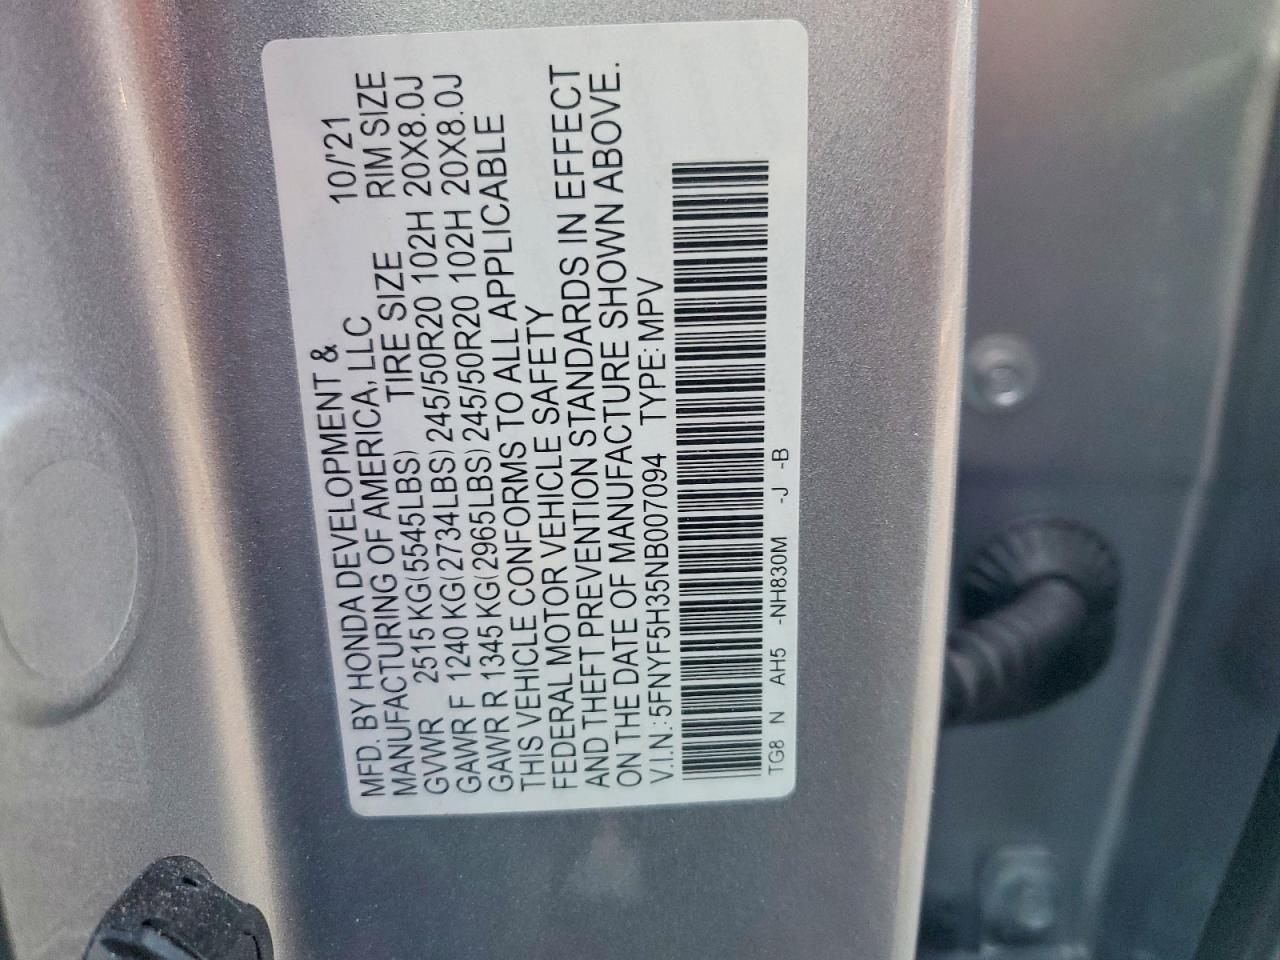 MFD. BY HONDA DEVELOPMENT & 10/'21
MANUFACTURING OF AMERICA, LLC RIM SIZE
GVWR 2515 KG(5545LBS) TIRE SIZE
GAWR F 1240 KG(2734LBS) 245/50R20 102H 20X8.0J
GAWR R 1345 KG(2965LBS) 245/50R20 102H 20X8.0J
THIS VEHICLE CONFORMS TO ALL APPLICABLE
FEDERAL MOTOR VEHICLE SAFETY
AND THEFT PREVENTION STANDARDS IN EFFECT
ON THE DATE OF MANUFACTURE SHOWN ABOVE.
V.I.N.: 5FNYF5H35NB007094 TYPE: MPV
TG8 N AH5 -NH830M -J -B